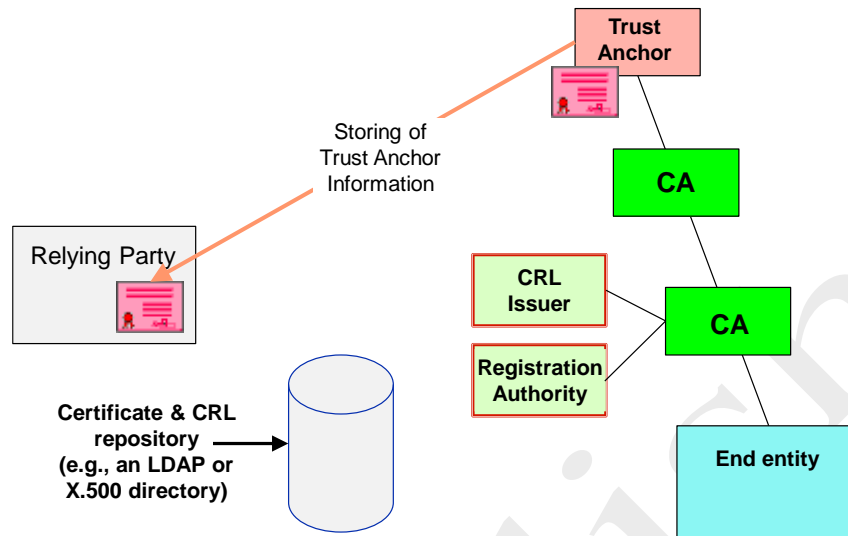 Trust
Anchor
Storing of
Trust Anchor
Information
CA
Relying Party
CRL
Issuer
CA
Registration
Authority
Certificate & CRL
repository
(e.g., an LDAP or
X.500 directory)
End entity